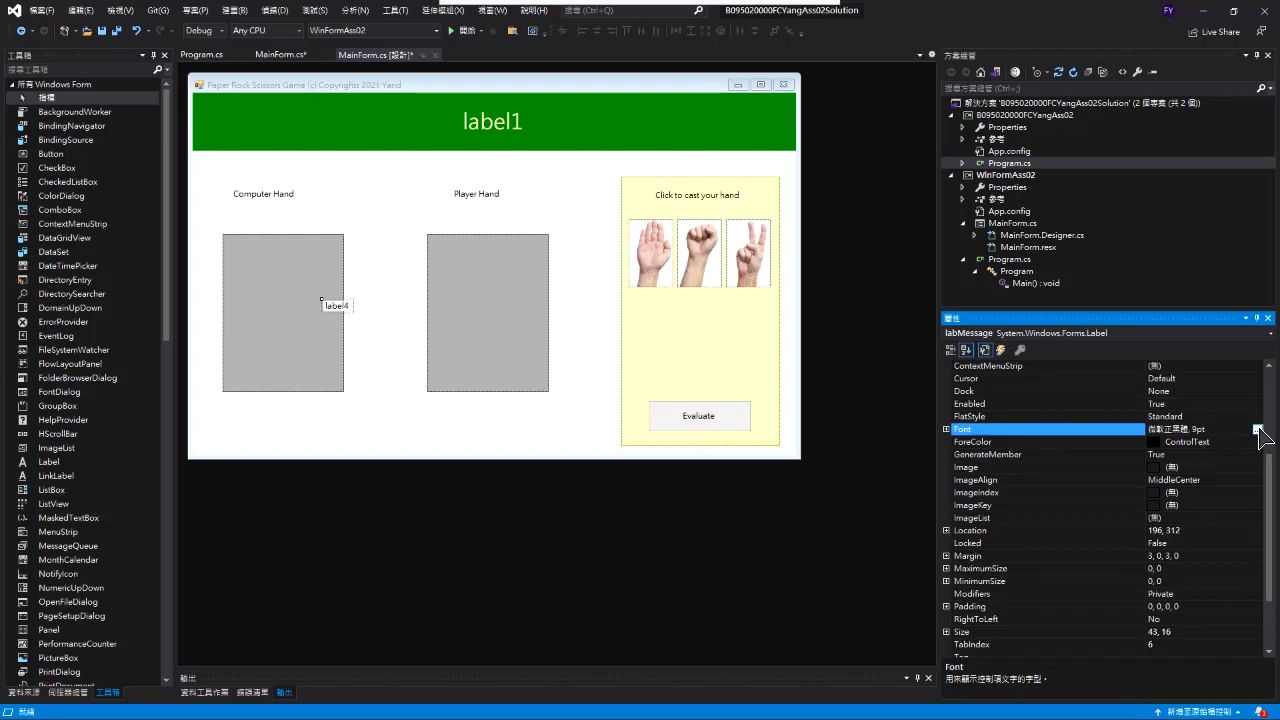 檔案(F) 編輯(E) 檢視(V) Git(G) 專案(P) 建置(B) 偵錯(D) 測試(S) 分析(N) 工具(T) 延伸模組(X) 視窗(W) 說明(H) 搜尋 (Ctrl+Q) B095020000FCYangAss02Solution FY
Debug Any CPU WinFormAss02 開始 Live Share
工具箱
搜尋工具箱
所有 Windows Form
指標
BackgroundWorker
BindingNavigator
BindingSource
Button
CheckBox
CheckedListBox
ColorDialog
ComboBox
ContextMenuStrip
DataGridView
DataSet
DateTimePicker
DirectoryEntry
DirectorySearcher
DomainUpDown
ErrorProvider
EventLog
FileSystemWatcher
FlowLayoutPanel
FolderBrowserDialog
FontDialog
GroupBox
HelpProvider
HScrollBar
ImageList
Label
LinkLabel
ListBox
ListView
MaskedTextBox
MenuStrip
MessageQueue
MonthCalendar
NotifyIcon
NumericUpDown
OpenFileDialog
PageSetupDialog
Panel
PerformanceCounter
PictureBox
PrintDialog
PrintDocument
資料來源 伺服器總管 工具箱
Program.cs MainForm.cs MainForm.cs [設計]*
Paper Rock Scissors Game (c) Copyrights 2021 Yand
label1
Computer Hand Player Hand Click to cast your hand
label4
Evaluate
輸出
資料工具作業 錯誤清單 輸出
方案總管
搜尋方案總管 (Ctrl+;)
解決方案 'B095020000FCYangAss02Solution' (2 個專案 (共 2 個))
B095020000FCYangAss02
Properties
參考
App.config
Program.cs
WinFormAss02
Properties
參考
App.config
MainForm.cs
MainForm.Designer.cs
MainForm.resx
Program.cs
Program
Main() : void
屬性
labMessage System.Windows.Forms.Label
ContextMenuStrip (無)
Cursor Default
Dock None
Enabled True
FlatStyle Standard
Font 微軟正黑體, 9pt
ForeColor ControlText
GenerateMember True
Image (無)
ImageAlign MiddleCenter
ImageIndex (無)
ImageKey (無)
ImageList (無)
Location 196, 312
Locked False
Margin 3, 0, 3, 0
MaximumSize 0, 0
MinimumSize 0, 0
Modifiers Private
Padding 0, 0, 0, 0
RightToLeft No
Size 43, 16
TabIndex 6
Tag
Font
用來顯示控制項文字的字型。
就緒 新增至原始檔控制 3